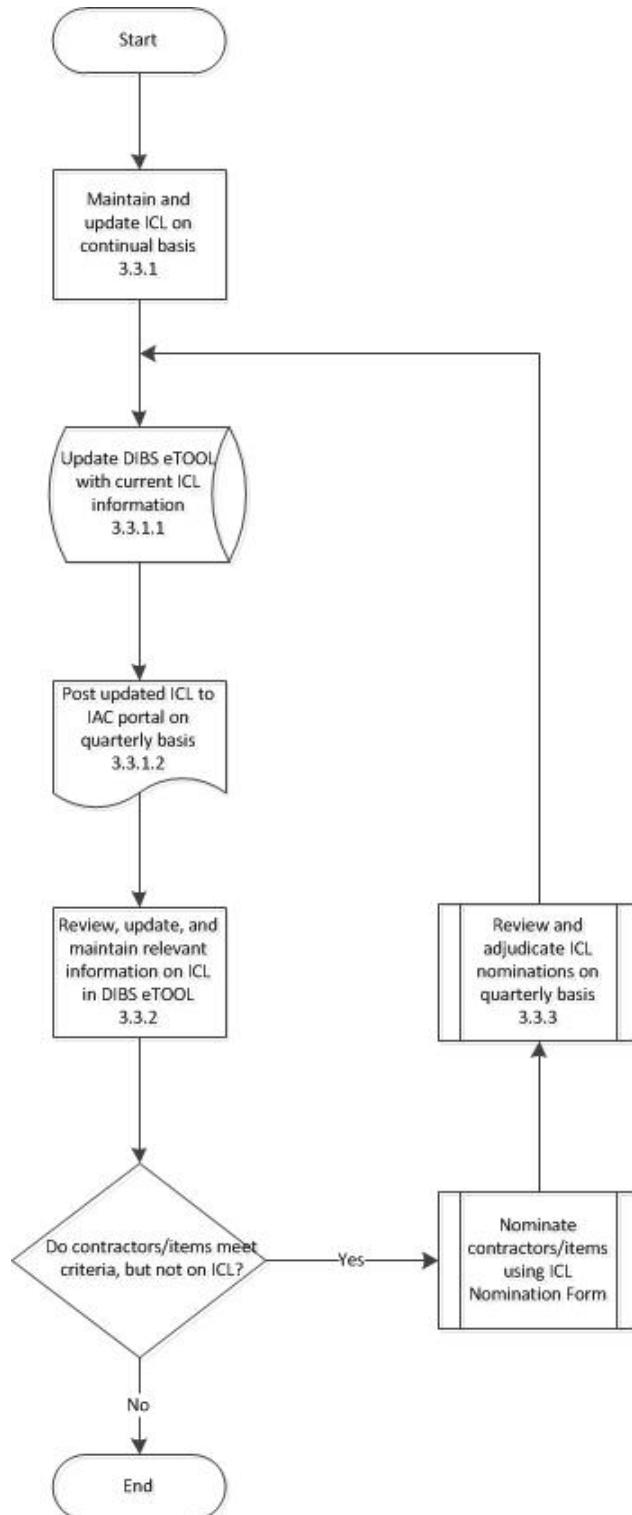 Start
Maintain and
update ICL on
continual basis
3.3.1
Update DIBS eTOOL
with current ICL
information
3.3.1.1
Post updated ICL to
IAC portal on
quarterly basis
3.3.1.2
Review, update, and
maintain relevant
information on ICL
in DIBS eTOOL
3.3.2
Review and
adjudicate ICL
nominations on
quarterly basis
3.3.3
Do contractors/items meet
criteria, but not on ICL?
Yes
Nominate
contractors/items
using ICL
Nomination Form
No
End